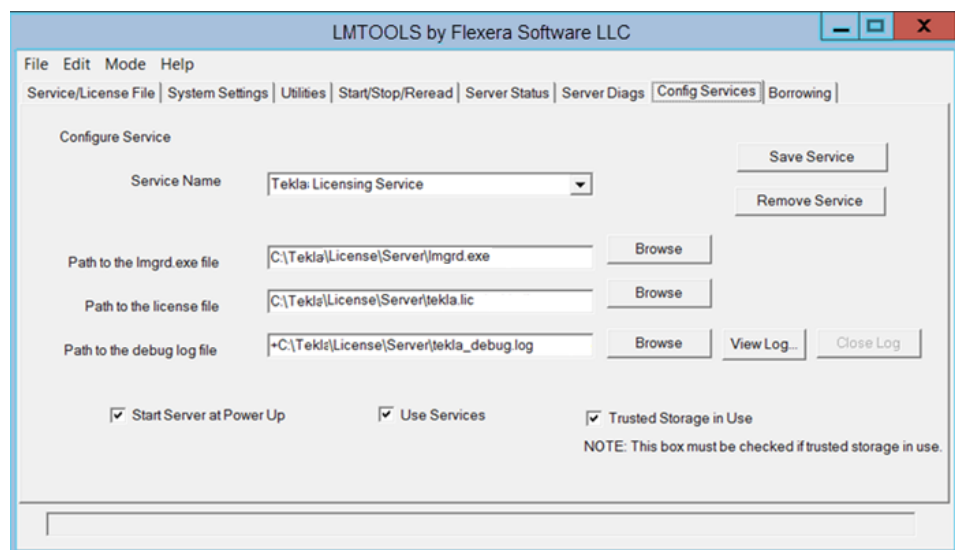 LMTOOLS by Flexera Software LLC
File Edit Mode Help
Service/License File System Settings Utilities Start/Stop/Reread Server Status Server Diags Config Services Borrowing
Configure Service
Save Service
Service Name Tekla Licensing Service
Remove Service
Path to the lmgrd.exe file C:\Tekla\License\Server\lmgrd.exe Browse
Path to the license file C:\Tekla\License\Server\tekla.lic Browse
Path to the debug log file +C:\Tekla\License\Server\tekla_debug.log Browse View Log... Close Log
Start Server at Power Up Use Services Trusted Storage in Use
NOTE: This box must be checked if trusted storage in use.